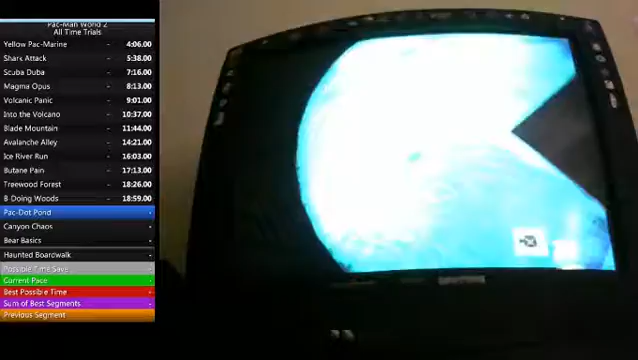 Pac-Man World 2
All Time Trials
Yellow Pac-Marine - 4:06.00
Shark Attack - 5:38.00
Scuba Duba - 7:16.00
Magma Opus - 8:13.00
Volcanic Panic - 9:01.00
Into the Volcano - 10:37.00
Blade Mountain - 11:44.00
Avalanche Alley - 14:21.00
Ice River Run - 16:03.00
Butane Pain - 17:13.00
Treewood Forest - 18:26.00
B-Doing Woods - 18:59.00
Pac-Dot Pond -
Canyon Chaos -
Bear Basics -
Haunted Boardwalk -
Possible Time Save -
Current Pace -
Best Possible Time -
Sum of Best Segments -
Previous Segment -